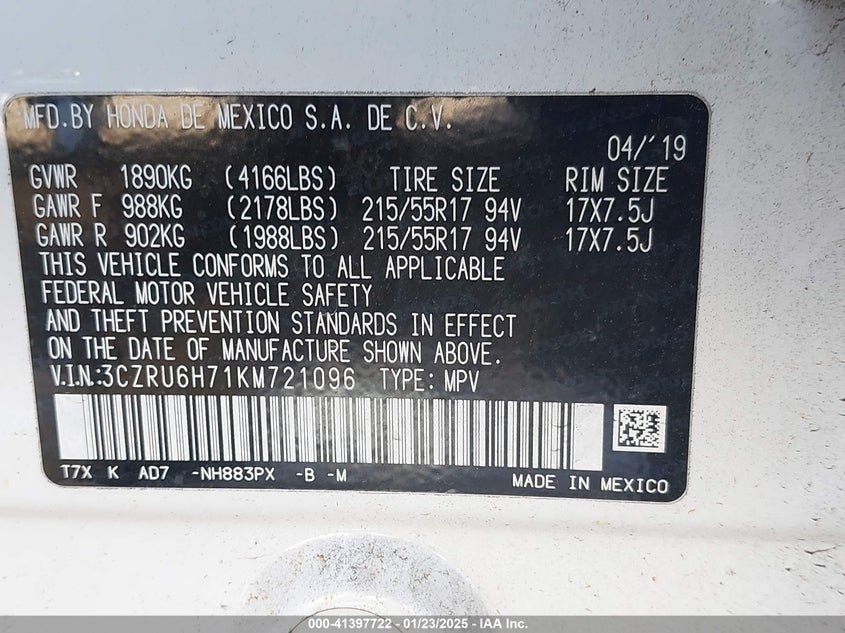 MFD.BY HONDA DE MEXICO S.A. DE C.V.
04/'19
GVWR 1890KG (4166LBS) TIRE SIZE RIM SIZE
GAWR F 988KG (2178LBS) 215/55R17 94V 17X7.5J
GAWR R 902KG (1988LBS) 215/55R17 94V 17X7.5J
THIS VEHICLE CONFORMS TO ALL APPLICABLE
FEDERAL MOTOR VEHICLE SAFETY
AND THEFT PREVENTION STANDARDS IN EFFECT
ON THE DATE OF MANUFACTURE SHOWN ABOVE.
V.I.N.:3CZRU6H71KM721096 TYPE: MPV
T7X K AD7 -NH883PX -B -M MADE IN MEXICO
000-41397722 - 01/23/2025 - IAA Inc.